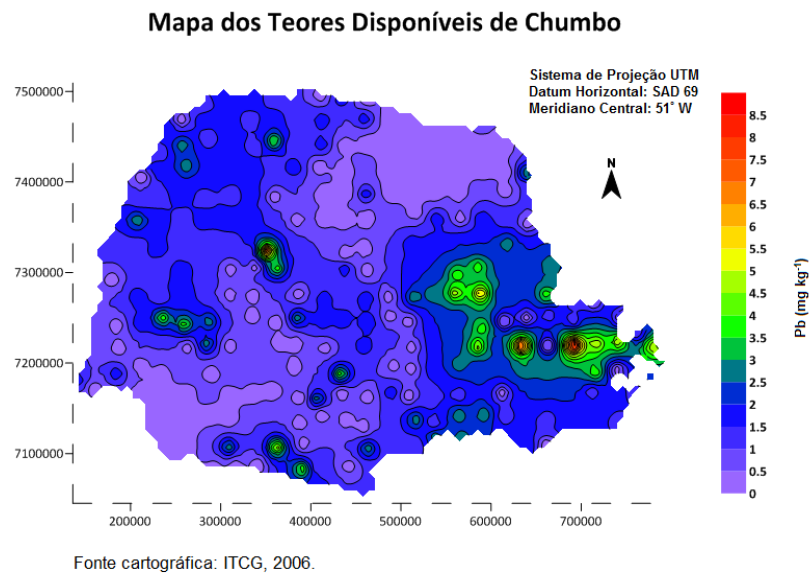 Mapa dos Teores Disponíveis de Chumbo
Sistema de Projeção UTM
Datum Horizontal: SAD 69
Meridiano Central: 51° W
N
7500000
7400000
7300000
7200000
7100000
200000 300000 400000 500000 600000 700000
8.5
8
7.5
7
6.5
6
5.5
5
4.5
4
3.5
3
2.5
2
1.5
1
0.5
0
Pb (mg kg⁻¹)
Fonte cartográfica: ITCG, 2006.